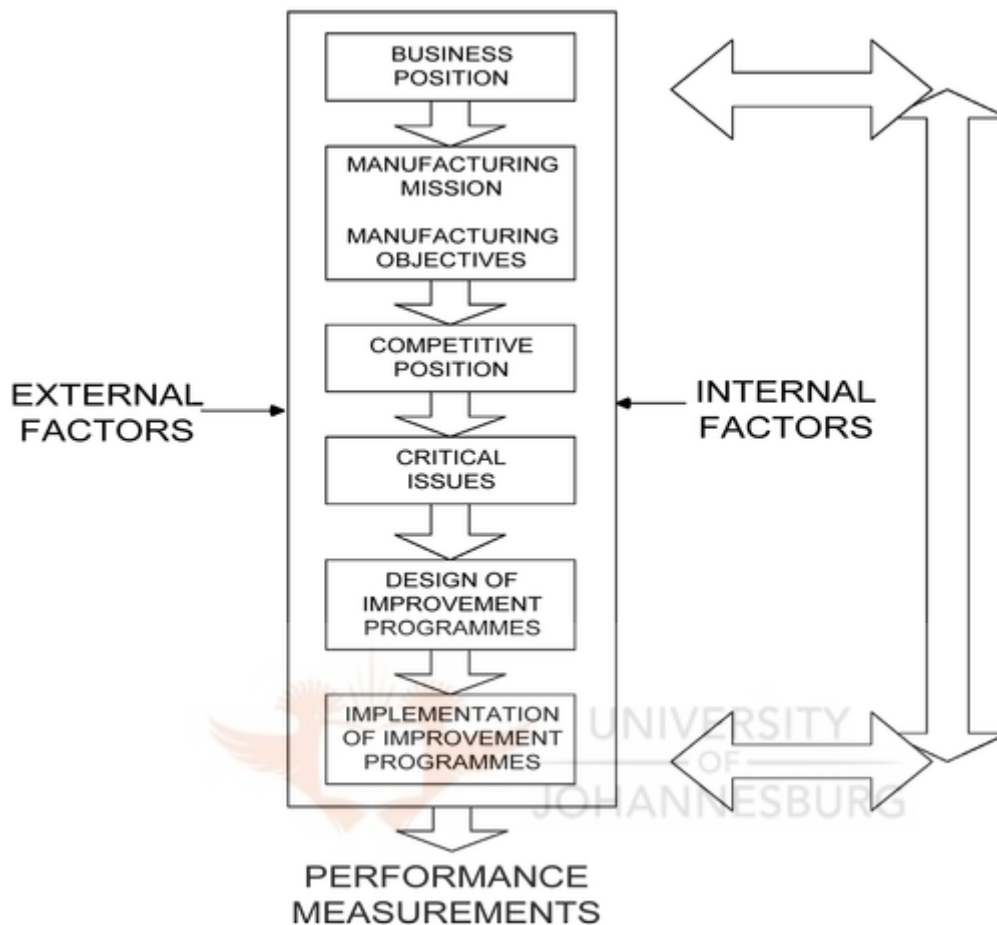 BUSINESS
POSITION
MANUFACTURING
MISSION
MANUFACTURING
OBJECTIVES
COMPETITIVE
POSITION
EXTERNAL
FACTORS
INTERNAL
FACTORS
CRITICAL
ISSUES
DESIGN OF
IMPROVEMENT
PROGRAMMES
IMPLEMENTATION
OF IMPROVEMENT
PROGRAMMES
UNIVERSITY
OF
JOHANNESBURG
PERFORMANCE
MEASUREMENTS